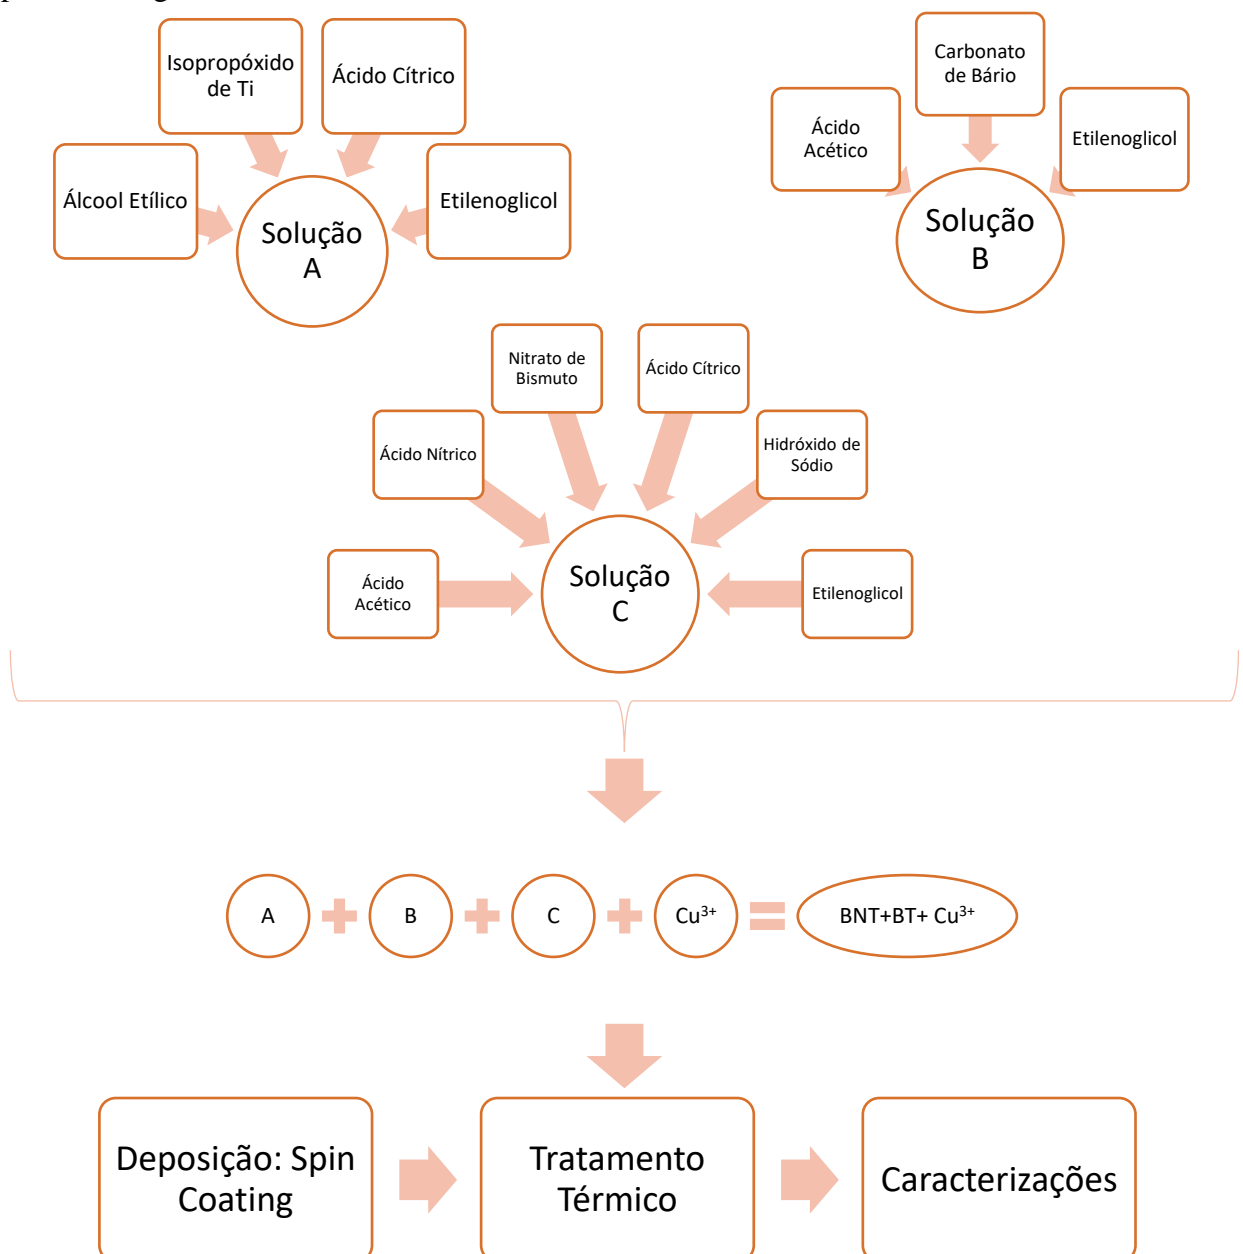 Isopropóxido
de Ti
Ácido Cítrico
Álcool Etílico
Etilenoglicol
Solução
A
Carbonato
de Bário
Ácido
Acético
Etilenoglicol
Solução
B
Nitrato de
Bismuto
Ácido Cítrico
Ácido Nítrico
Hidróxido de
Sódio
Ácido
Acético
Etilenoglicol
Solução
C
A + B + C + Cu³⁺ = BNT+BT+ Cu³⁺
Deposição: Spin
Coating
Tratamento
Térmico
Caracterizações